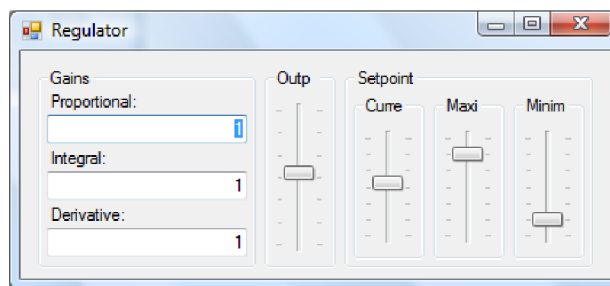 Regulator
Gains
Proportional:
1
Integral:
1
Derivative:
1
Outp
Setpoint
Curre
Maxi
Minim